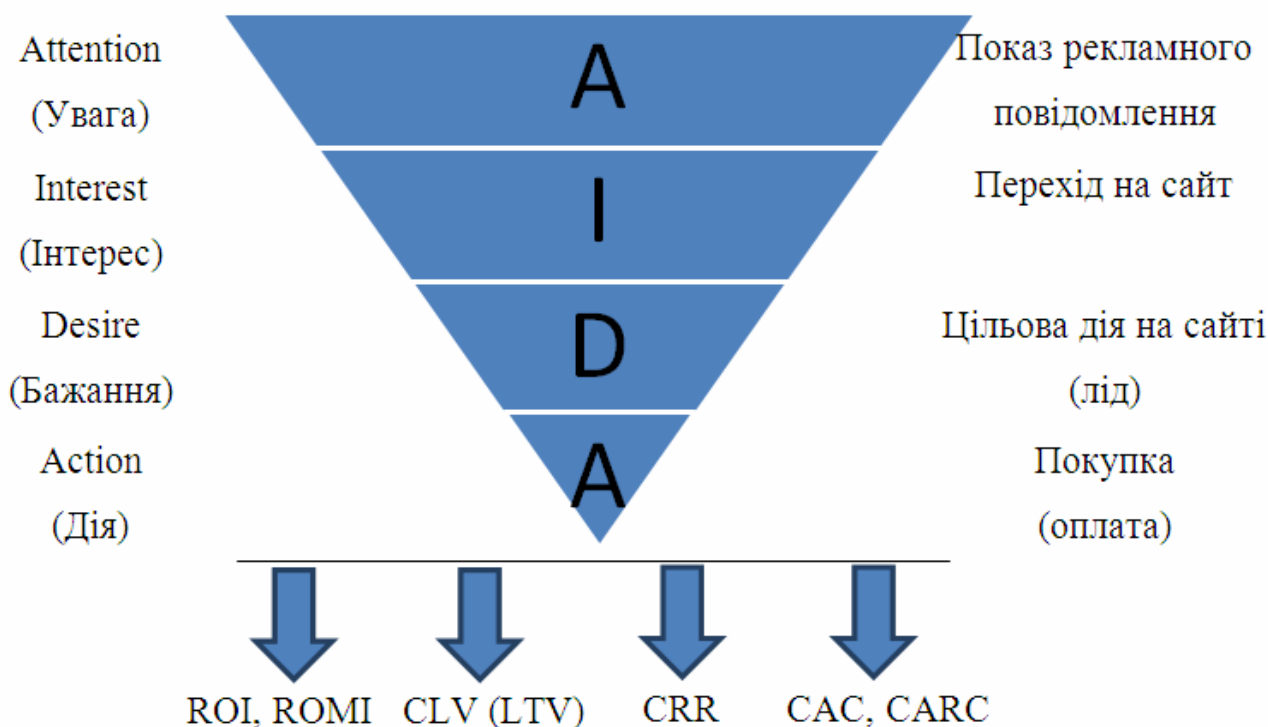 Attention
(Увага)
A
Показ рекламного
повідомлення
Interest
(Інтерес)
I
Перехід на сайт
Desire
(Бажання)
D
Цільова дія на сайті
(лід)
Action
(Дія)
A
Покупка
(оплата)
ROI, ROMI
CLV (LTV)
CRR
CAC, CARC